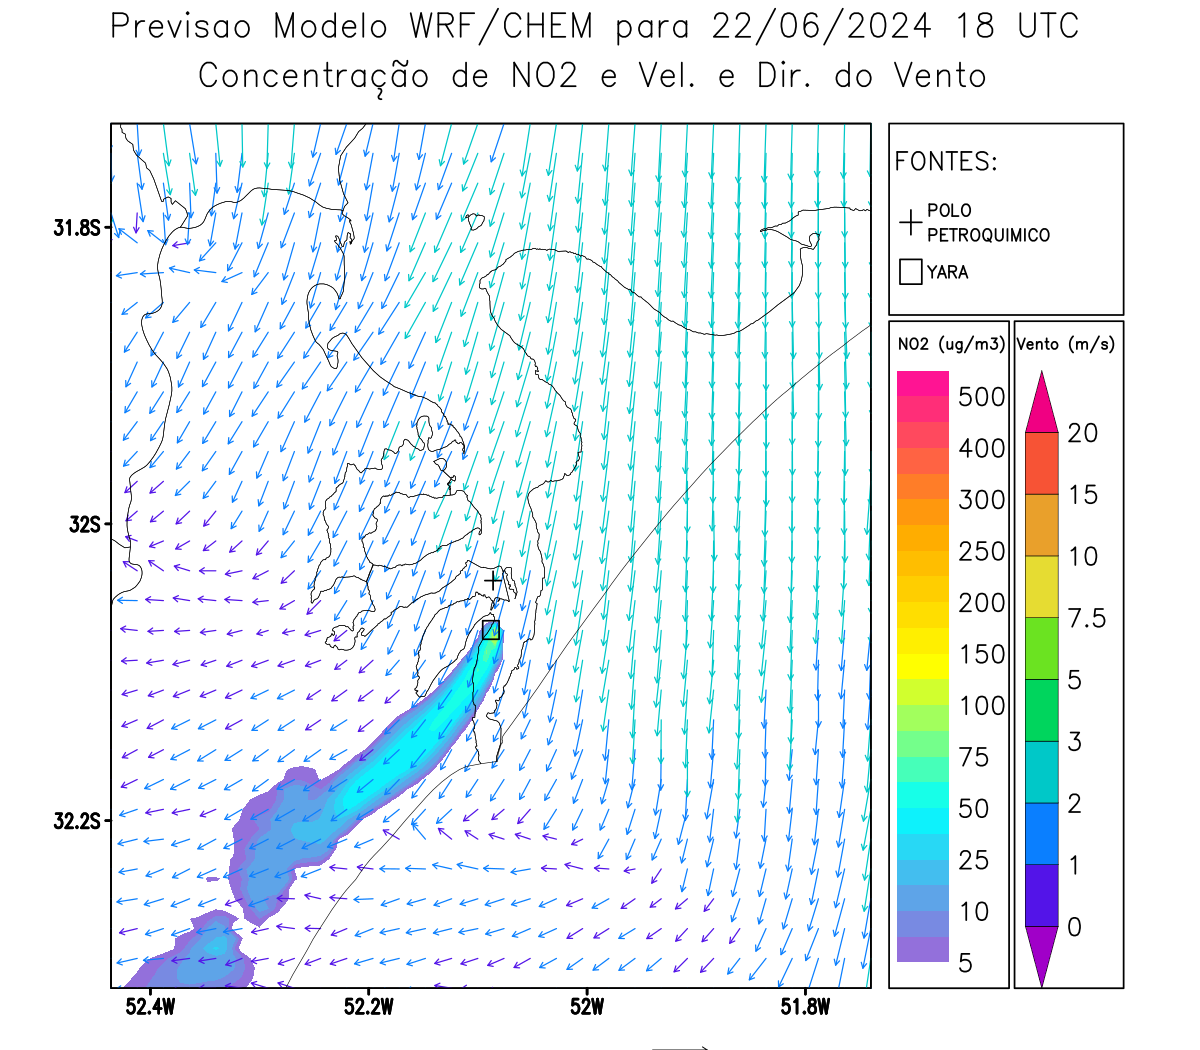 Previsao Modelo WRF/CHEM para 22/06/2024 18 UTC
Concentração de NO2 e Vel. e Dir. do Vento
FONTES:
POLO
PETROQUIMICO
YARA
NO2 (ug/m3)
500
400
300
250
200
150
100
75
50
25
10
5
Vento (m/s)
20
15
10
7.5
5
3
2
1
0
31.8S
32S
32.2S
52.4W 52.2W 52W 51.8W